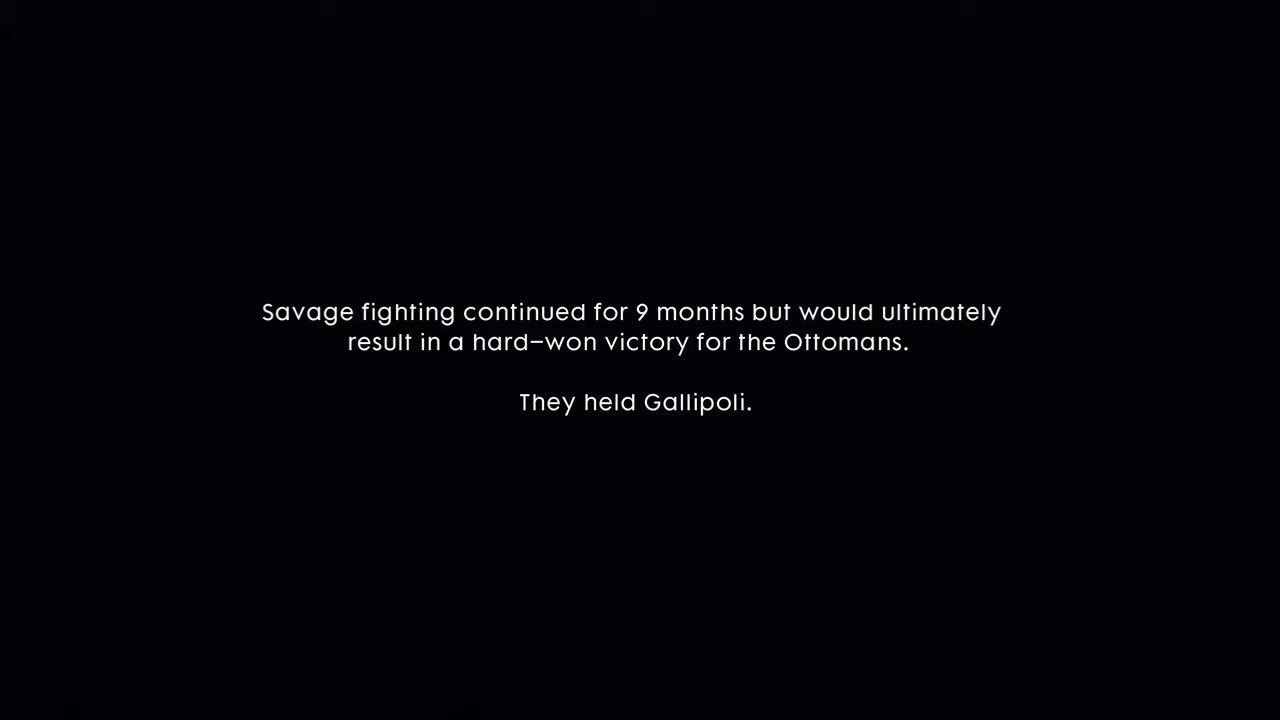 Savage fighting continued for 9 months but would ultimately
result in a hard-won victory for the Ottomans.
They held Gallipoli.